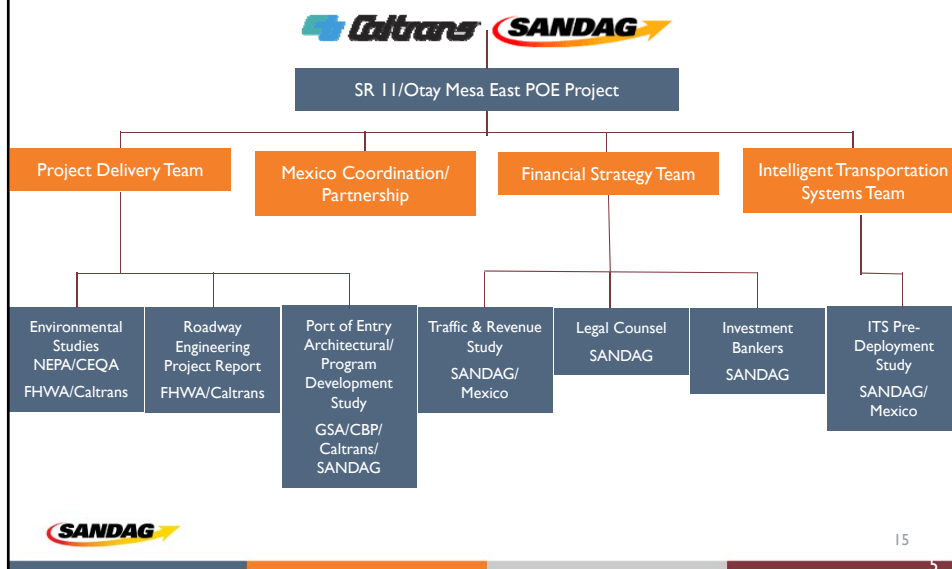 Caltrans SANDAG
SR 11/Otay Mesa East POE Project
Project Delivery Team
Mexico Coordination/
Partnership
Financial Strategy Team
Intelligent Transportation
Systems Team
Environmental
Studies
NEPA/CEQA
FHWA/Caltrans
Roadway
Engineering
Project Report
FHWA/Caltrans
Port of Entry
Architectural/
Program
Development
Study
GSA/CBP/
Caltrans/
SANDAG
Traffic & Revenue
Study
SANDAG/
Mexico
Legal Counsel
SANDAG
Investment
Bankers
SANDAG
ITS Pre-
Deployment
Study
SANDAG/
Mexico
SANDAG
15
5